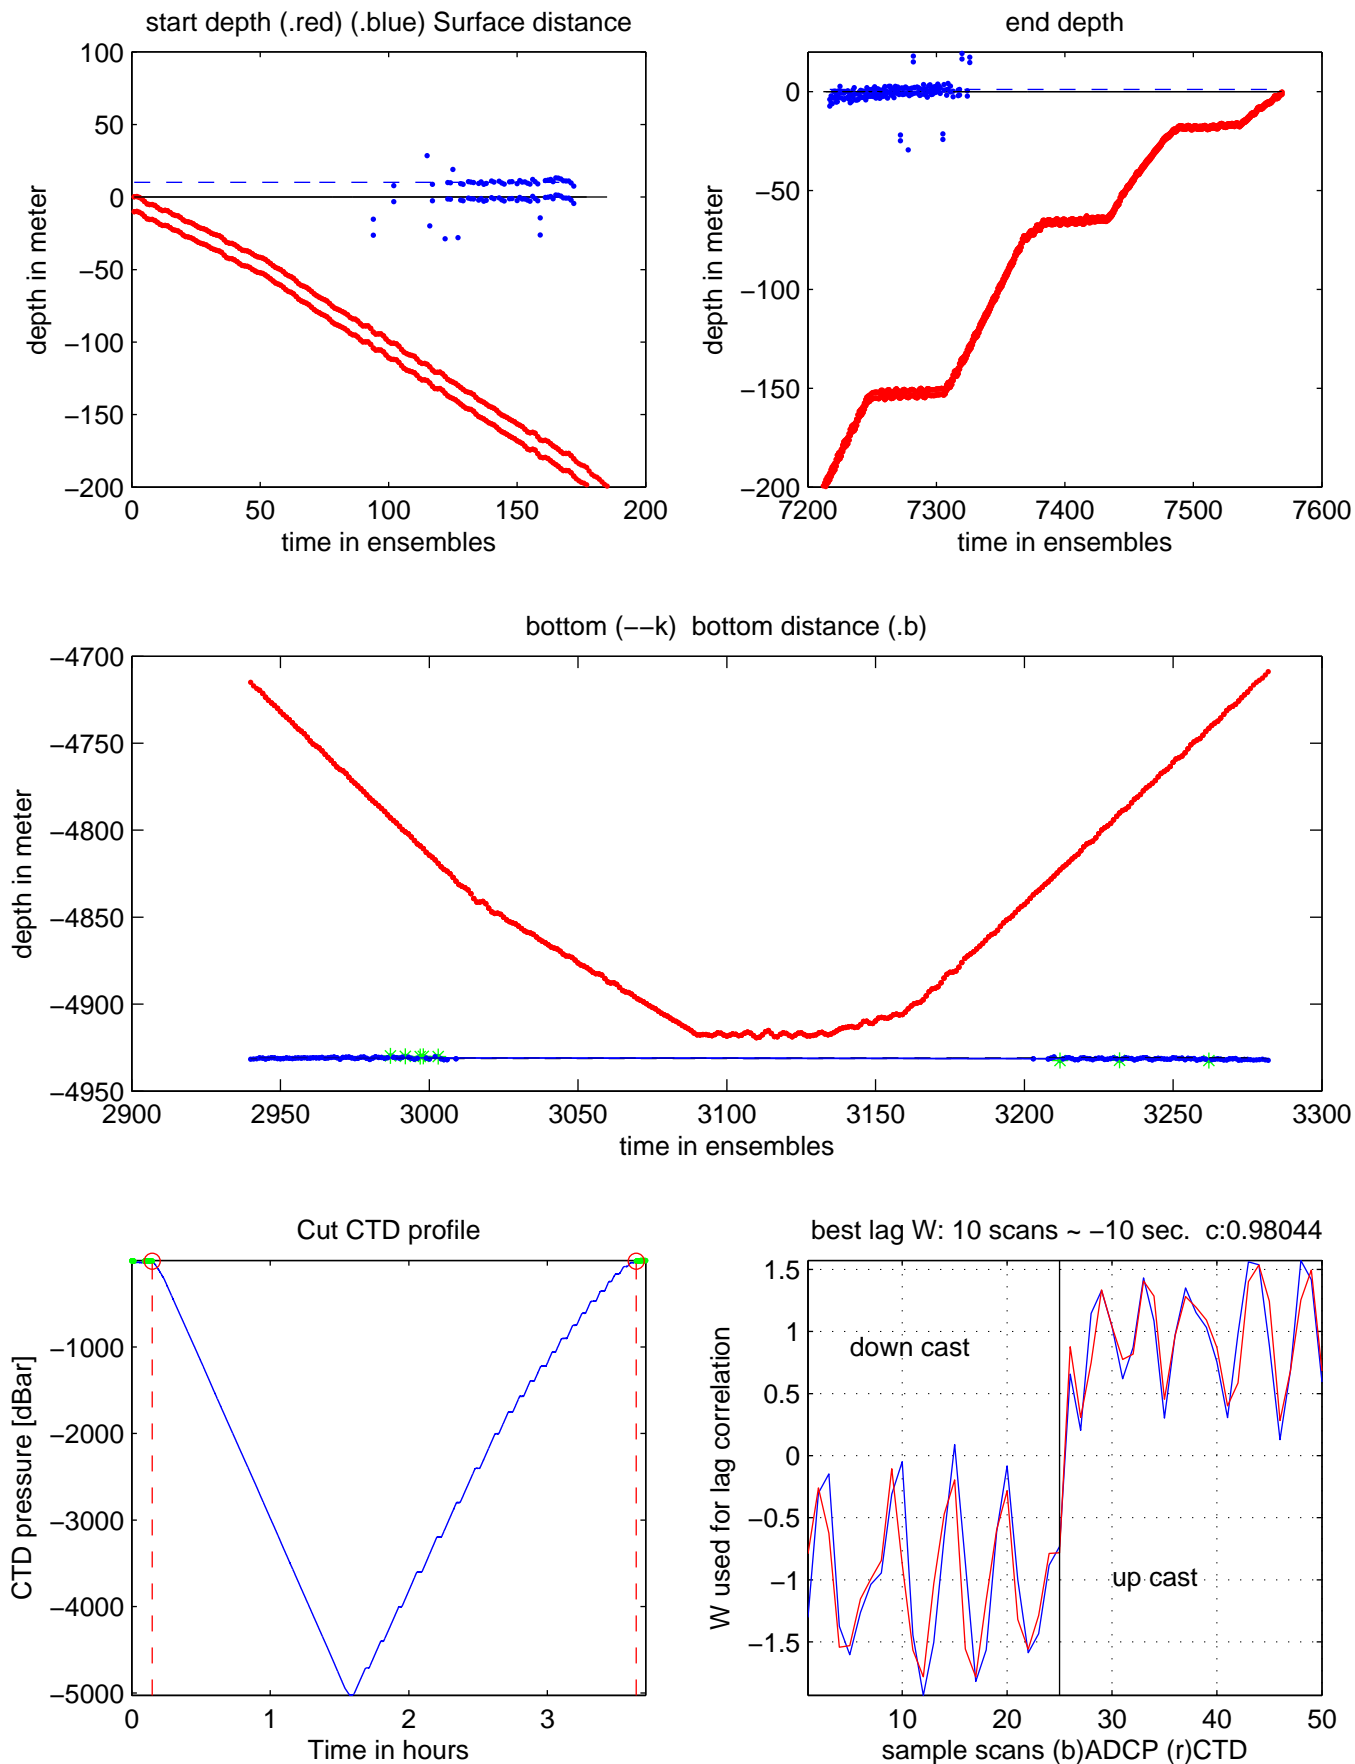 start depth (.red) (.blue) Surface distance
100
50
0
−50
−100
−150
−200
depth in meter
0 50 100 150 200
time in ensembles
end depth
0
−50
−100
−150
−200
depth in meter
7200 7300 7400 7500 7600
time in ensembles
bottom (−−k)  bottom distance (.b)
−4700
−4750
−4800
−4850
−4900
−4950
depth in meter
2900 2950 3000 3050 3100 3150 3200 3250 3300
time in ensembles
Cut CTD profile
−1000
−2000
−3000
−4000
−5000
CTD pressure [dBar]
0 1 2 3
Time in hours
best lag W: 10 scans ~ −10 sec.  c:0.98044
1.5
1
0.5
0
−0.5
−1
−1.5
W used for lag correlation
down cast
up cast
10 20 30 40 50
sample scans (b)ADCP (r)CTD